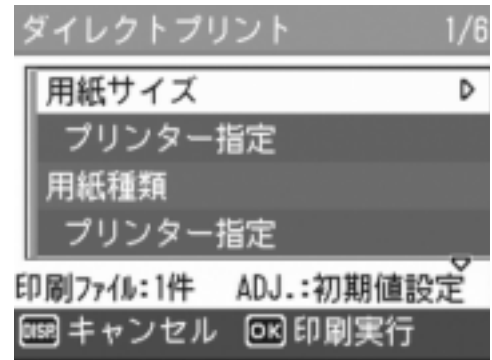 ダイレクトプリント 1/6
用紙サイズ
プリンター指定
用紙種類
プリンター指定
印刷ﾌｧｲﾙ:1件 ADJ.:初期値設定
DISP. キャンセル OK 印刷実行